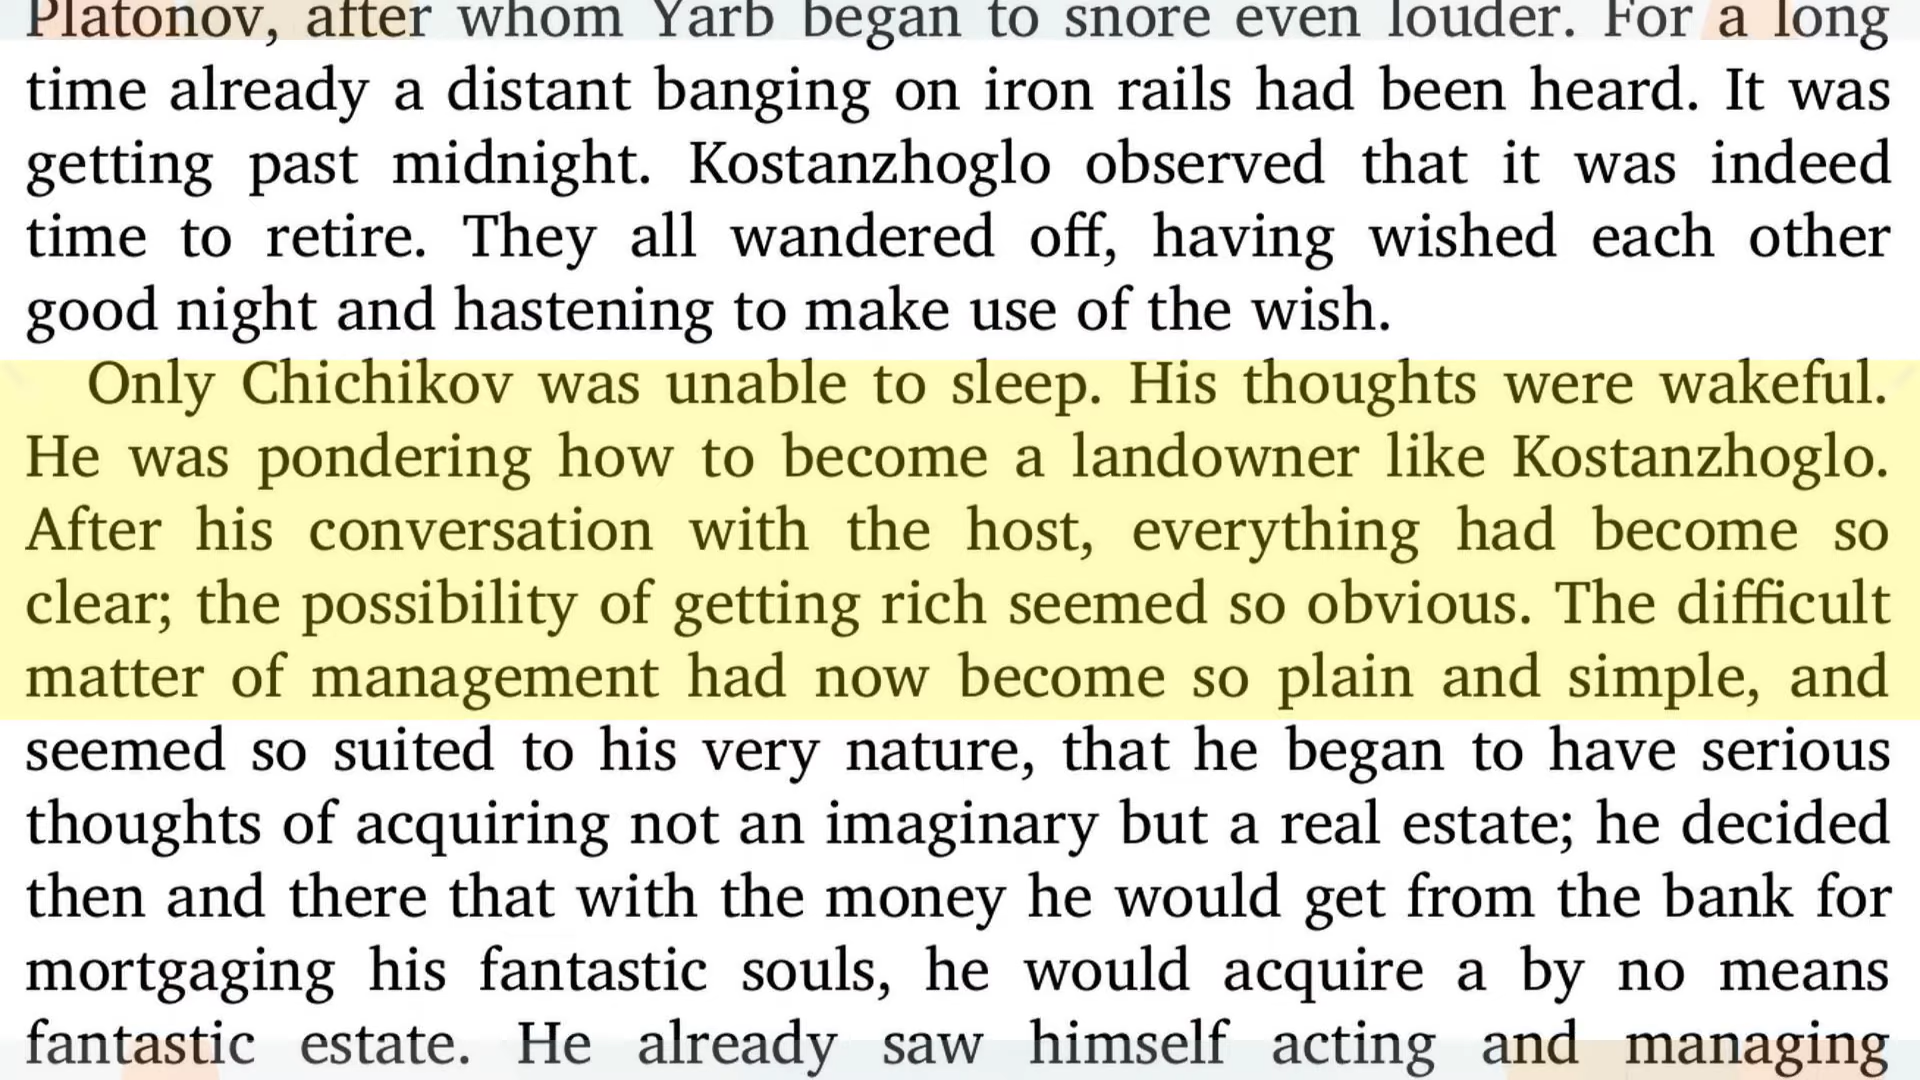 Platonov, after whom Yarb began to snore even louder. For a long
time already a distant banging on iron rails had been heard. It was
getting past midnight. Kostanzhoglo observed that it was indeed
time to retire. They all wandered off, having wished each other
good night and hastening to make use of the wish.
Only Chichikov was unable to sleep. His thoughts were wakeful.
He was pondering how to become a landowner like Kostanzhoglo.
After his conversation with the host, everything had become so
clear; the possibility of getting rich seemed so obvious. The difficult
matter of management had now become so plain and simple, and
seemed so suited to his very nature, that he began to have serious
thoughts of acquiring not an imaginary but a real estate; he decided
then and there that with the money he would get from the bank for
mortgaging his fantastic souls, he would acquire a by no means
fantastic estate. He already saw himself acting and managing